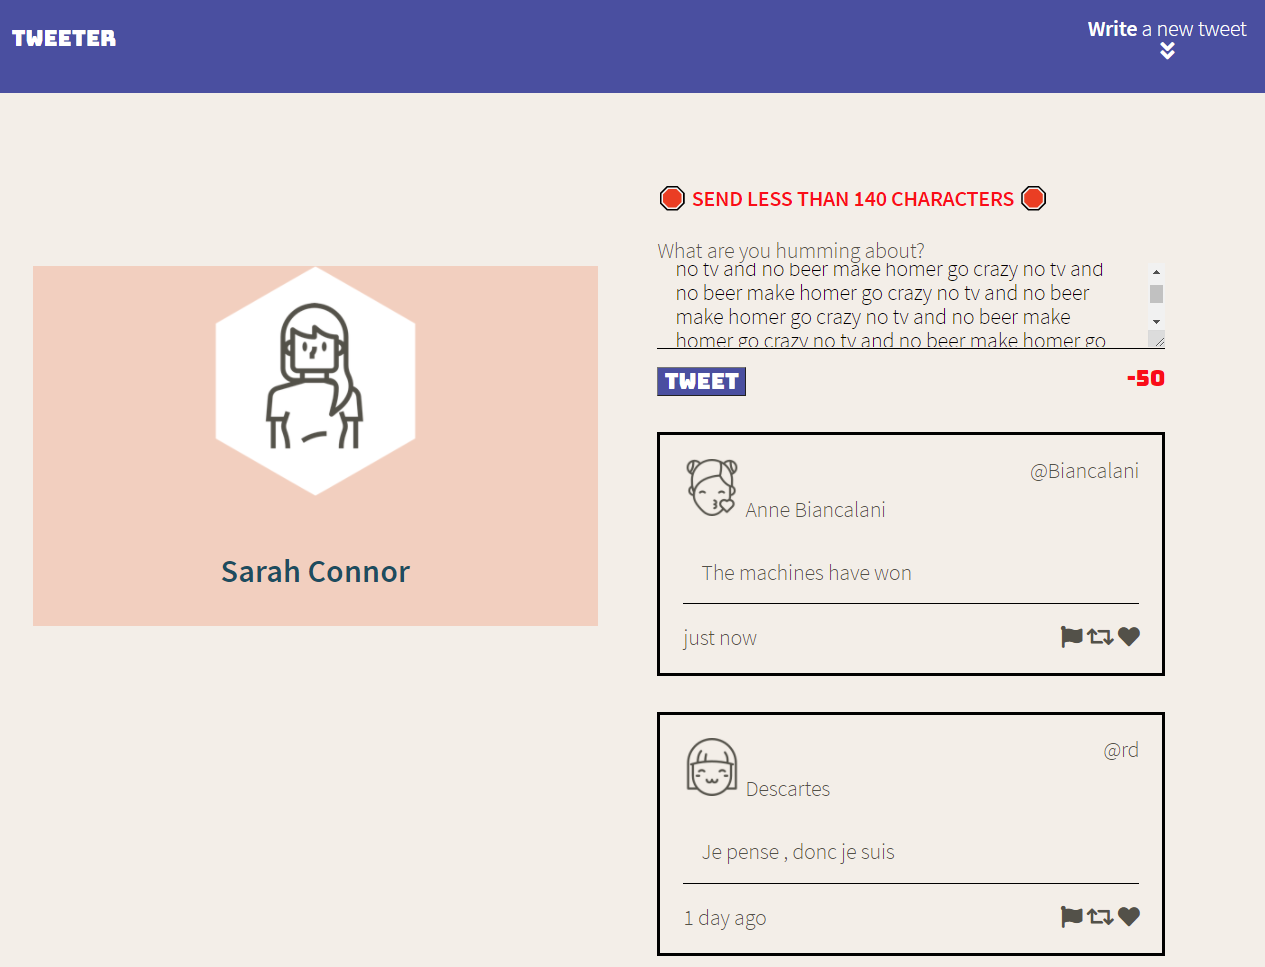 TWEETER
Write a new tweet
SEND LESS THAN 140 CHARACTERS
What are you humming about?
no tv and no beer make homer go crazy no tv and
no beer make homer go crazy no tv and no beer
make homer go crazy no tv and no beer make
homer go crazy no tv and no beer make homer go
TWEET
-50
Sarah Connor
@Biancalani
Anne Biancalani
The machines have won
just now
@rd
Descartes
Je pense , donc je suis
1 day ago